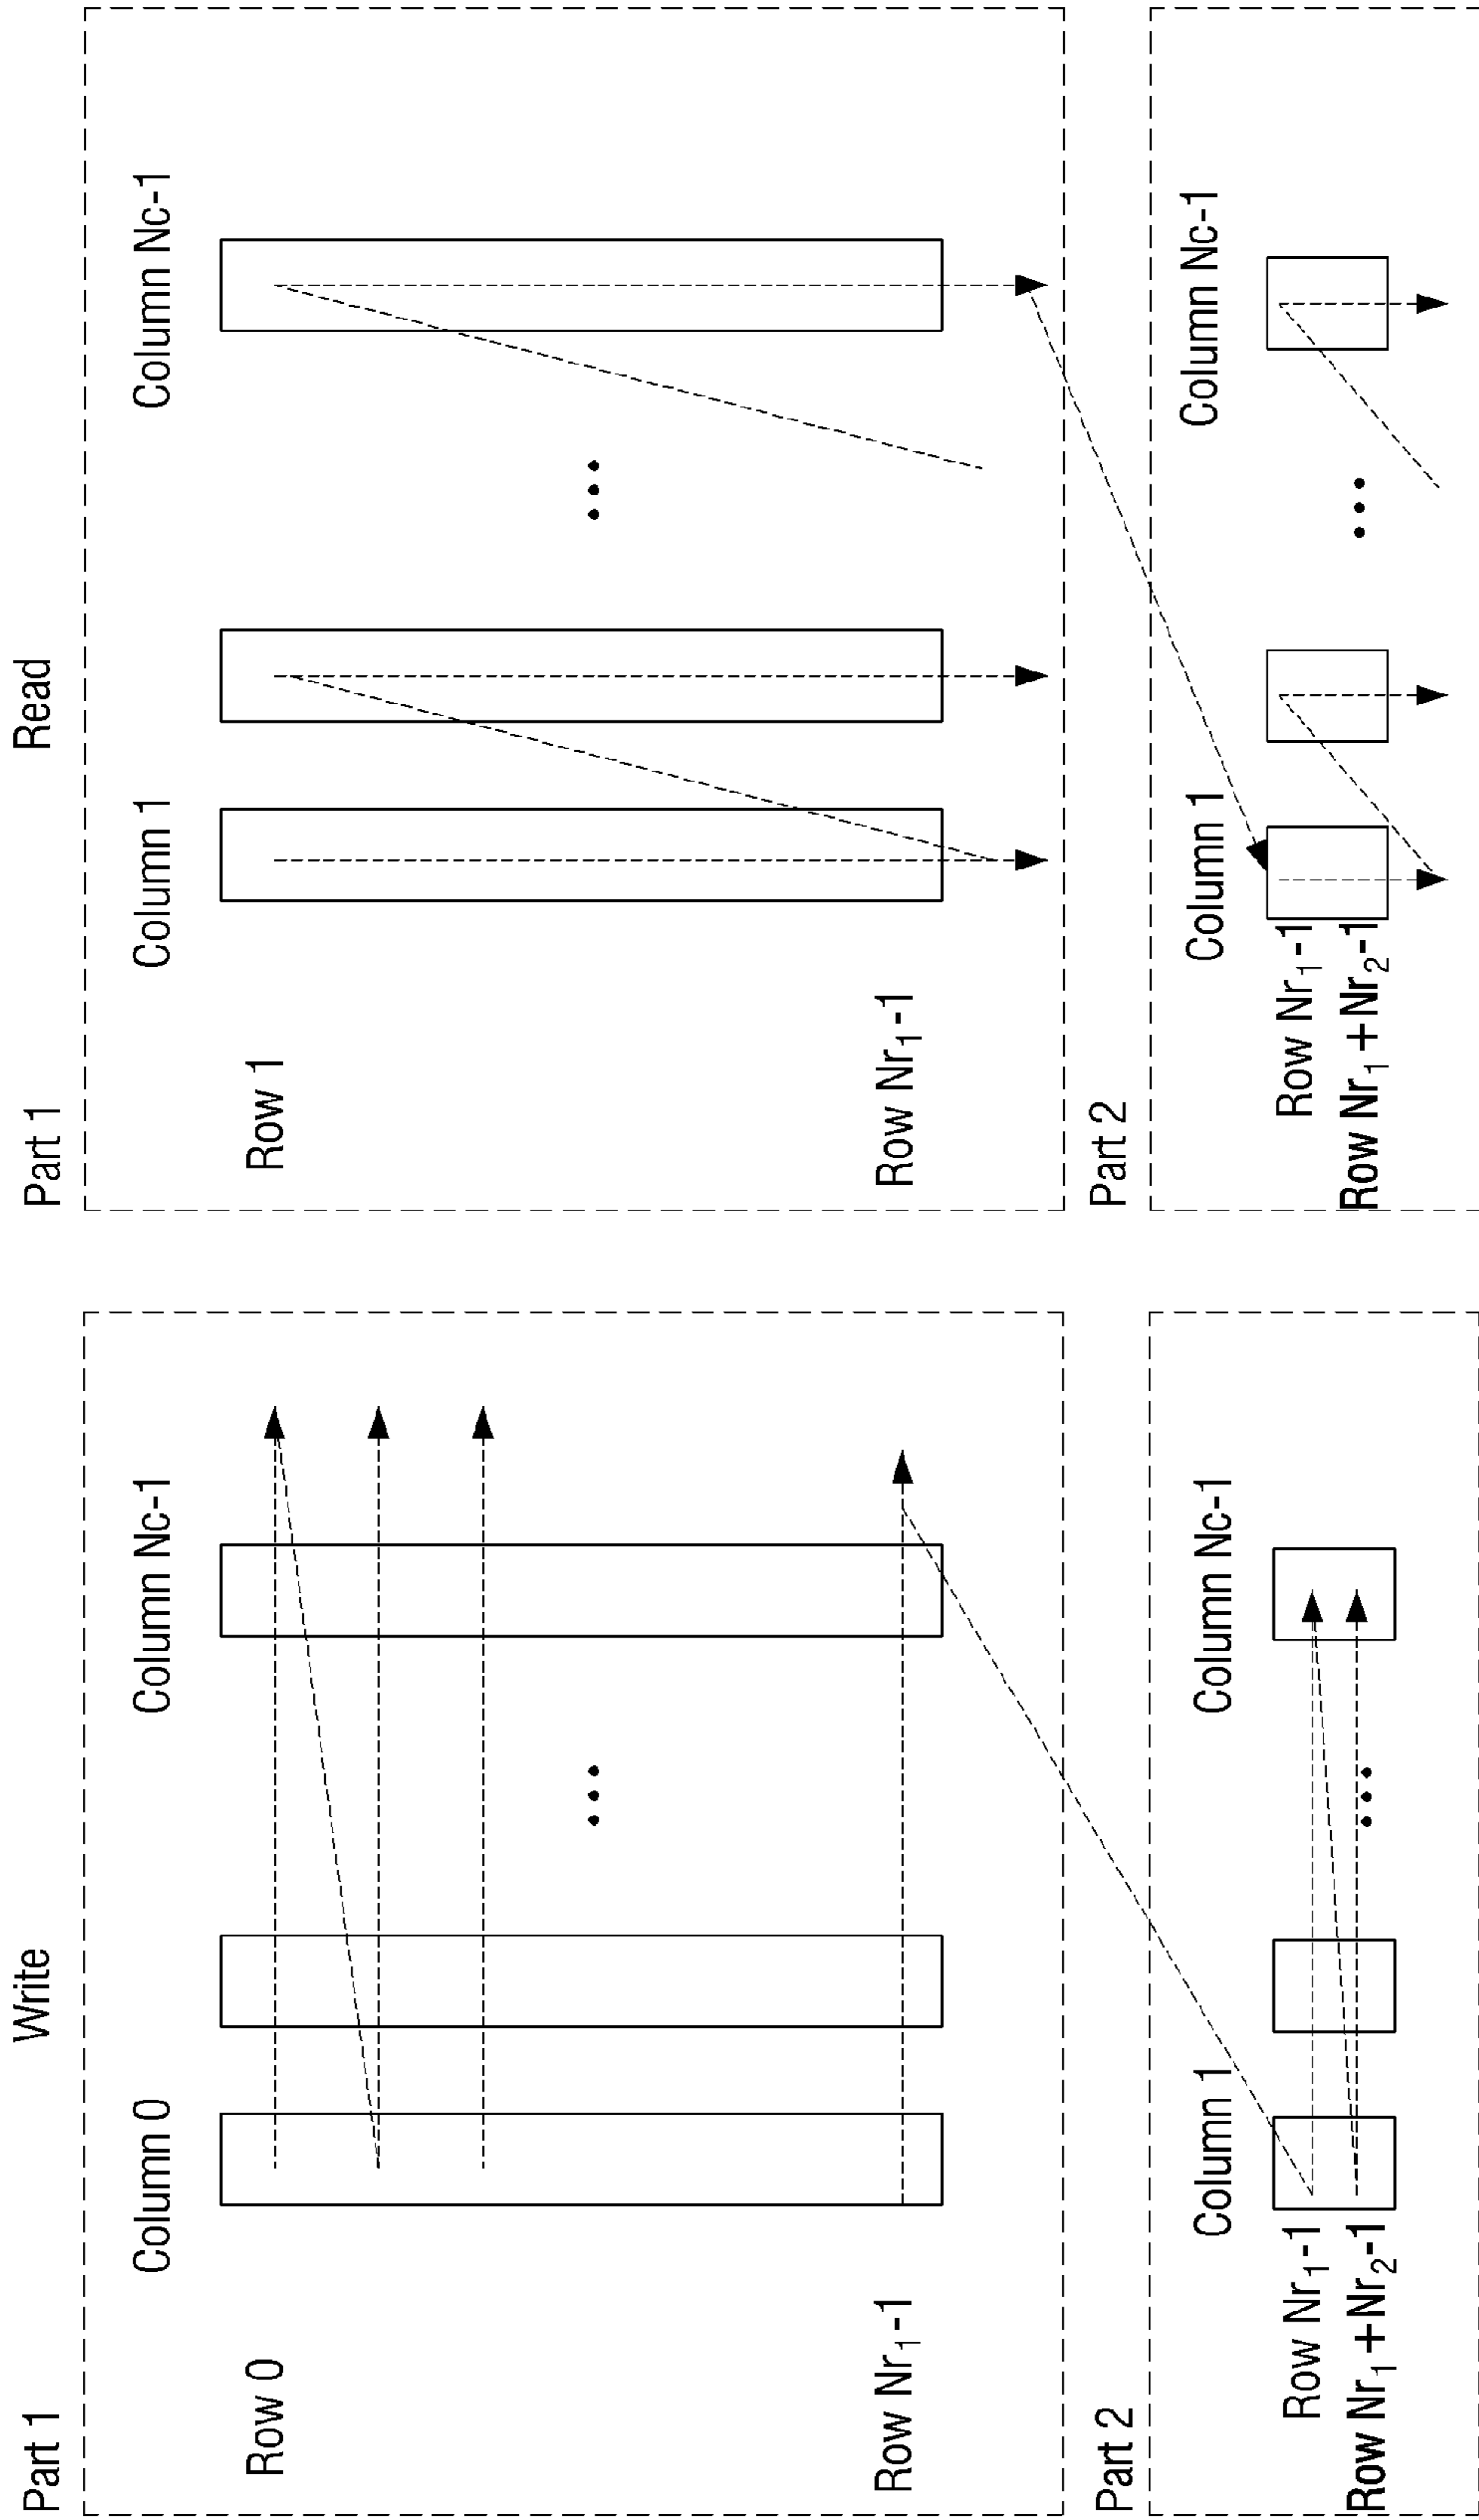 Write
Part 1
Column 0
Column Nc-1
Row 0
•••
Row Nr₁-1
Part 2
Column 1
Column Nc-1
Row Nr₁-1
Row Nr₁+Nr₂-1
•••
Read
Part 1
Column 1
Column Nc-1
Row 1
•••
Row Nr₁-1
Part 2
Column 1
Column Nc-1
Row Nr₁-1
Row Nr₁+Nr₂-1
•••